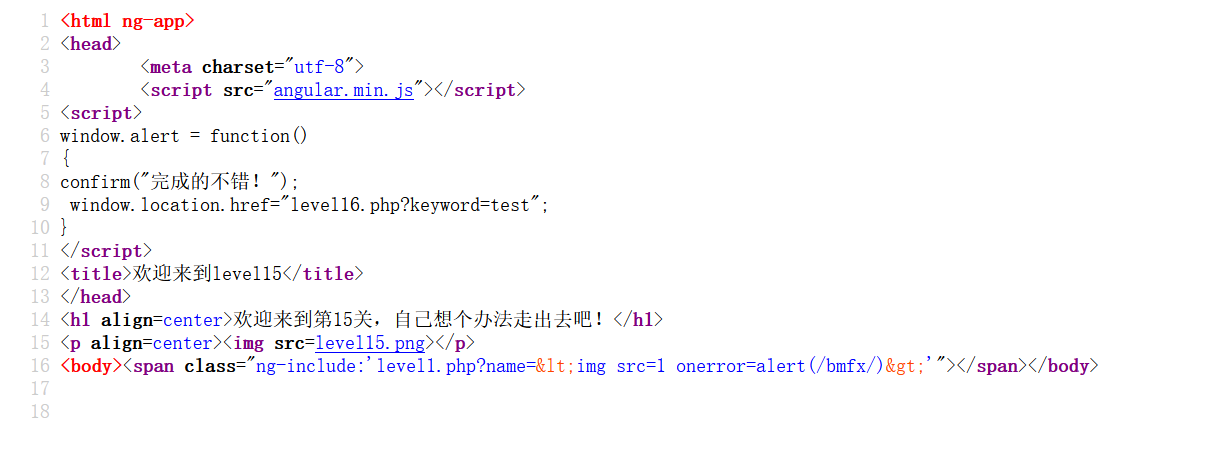 1 <html ng-app>
2 <head>
3 <meta charset="utf-8">
4 <script src="angular.min.js"></script>
5 <script>
6 window.alert = function()
7 {
8 confirm("完成的不错！");
9 window.location.href="level16.php?keyword=test";
10 }
11 </script>
12 <title>欢迎来到level15</title>
13 </head>
14 <h1 align=center>欢迎来到第15关，自己想个办法走出去吧！</h1>
15 <p align=center><img src=level15.png></p>
16 <body><span class="ng-include:'level1.php?name=&lt;img src=1 onerror=alert(/bmfx/)&gt;'"></span></body>
17
18